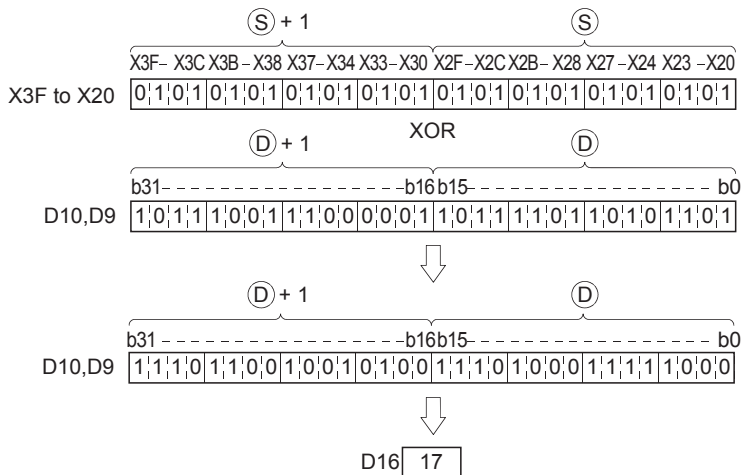 S + 1 S
X3F– X3C X3B – X38 X37 – X34 X33 – X30 X2F – X2C X2B – X28 X27 – X24 X23 – X20
X3F to X20 0 1 0 1 0 1 0 1 0 1 0 1 0 1 0 1 0 1 0 1 0 1 0 1 0 1 0 1 0 1 0 1
XOR
D + 1 D
b31 b16 b15 b0
D10,D9 1 0 1 1 1 0 0 1 1 1 0 0 0 0 0 1 1 0 1 1 1 1 0 1 1 0 1 0 1 1 0 1
D + 1 D
b31 b16 b15 b0
D10,D9 1 1 1 0 1 1 0 0 1 0 0 1 0 1 0 0 1 1 1 0 1 0 0 0 1 1 1 1 1 0 0 0
D16 17